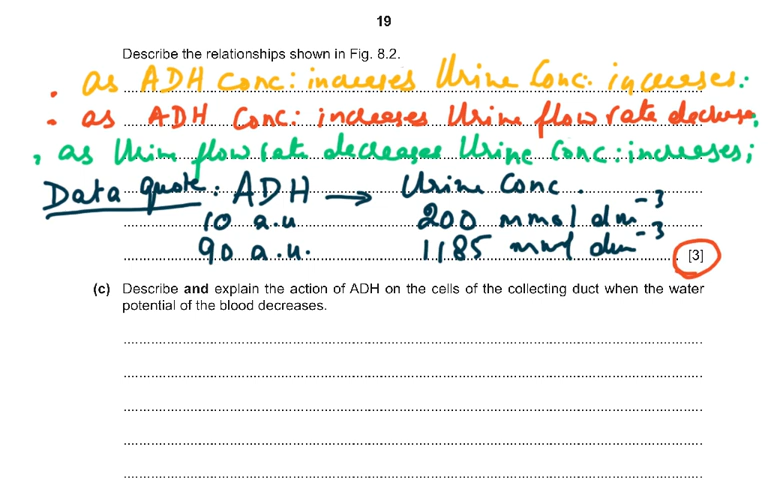 19
Describe the relationships shown in Fig. 8.2.
. as ADH Conc: increases Urine Conc: increases:
. as ADH Conc: increases Urine flow rate decrease;
, as Urine flow rate decreases Urine Conc: increases;
Data quote: ADH → Urine Conc.
10 a.u 200 mmol dm⁻³
90 a.u. 1185 mmol dm⁻³
[3]
(c) Describe and explain the action of ADH on the cells of the collecting duct when the water
potential of the blood decreases.